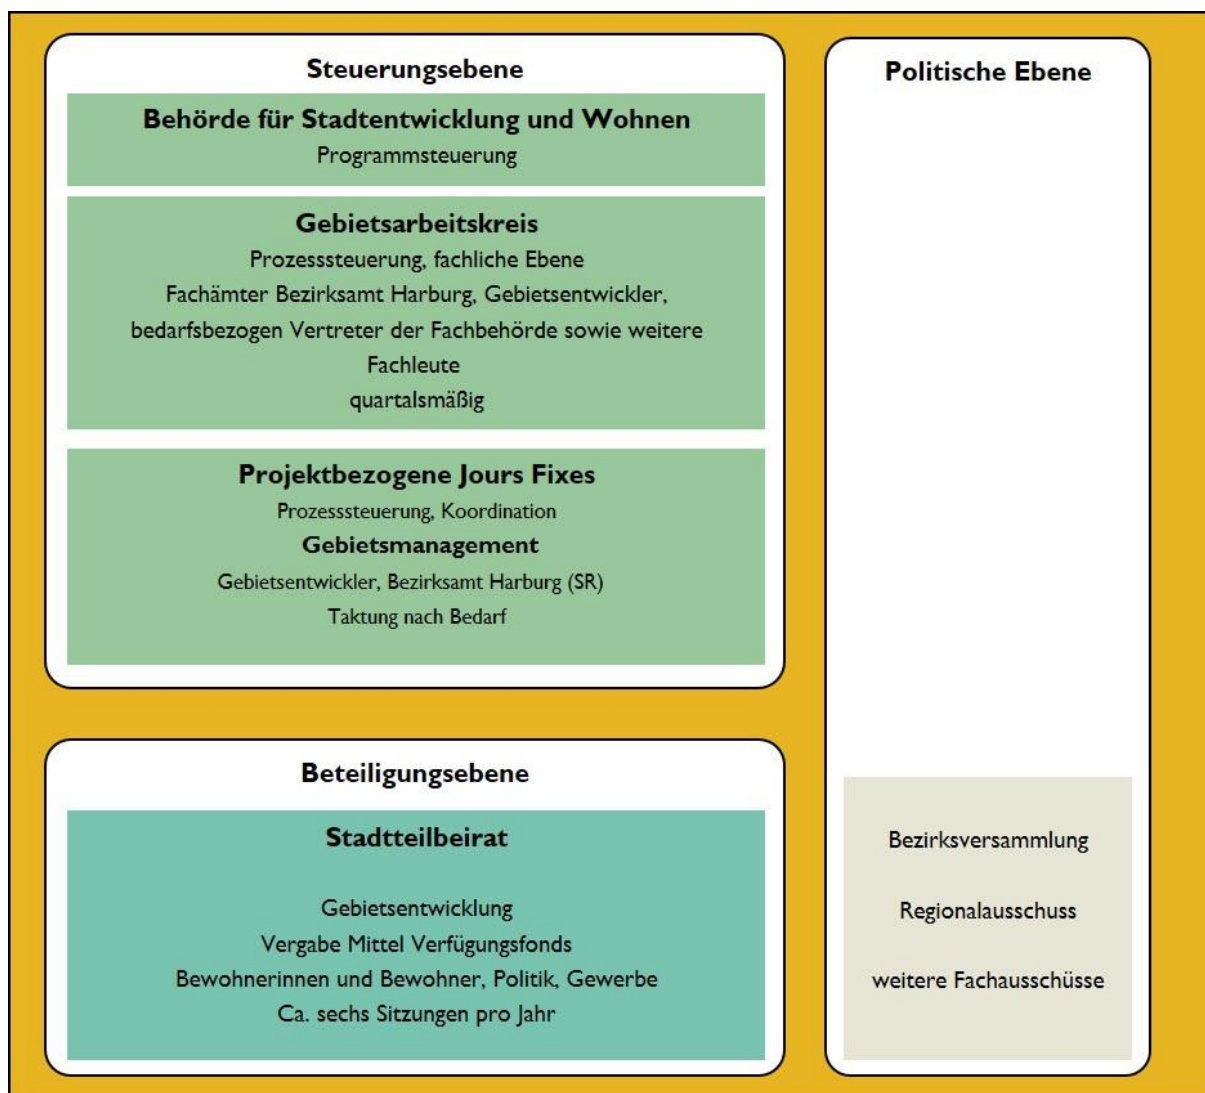 Steuerungsebene
Behörde für Stadtentwicklung und Wohnen
Programmsteuerung
Gebietsarbeitskreis
Prozesssteuerung, fachliche Ebene
Fachämter Bezirksamt Harburg, Gebietsentwickler,
bedarfsbezogen Vertreter der Fachbehörde sowie weitere
Fachleute
quartalsmäßig
Projektbezogene Jours Fixes
Prozesssteuerung, Koordination
Gebietsmanagement
Gebietsentwickler, Bezirksamt Harburg (SR)
Taktung nach Bedarf
Beteiligungsebene
Stadtteilbeirat
Gebietsentwicklung
Vergabe Mittel Verfügungsfonds
Bewohnerinnen und Bewohner, Politik, Gewerbe
Ca. sechs Sitzungen pro Jahr
Politische Ebene
Bezirksversammlung
Regionalausschuss
weitere Fachausschüsse